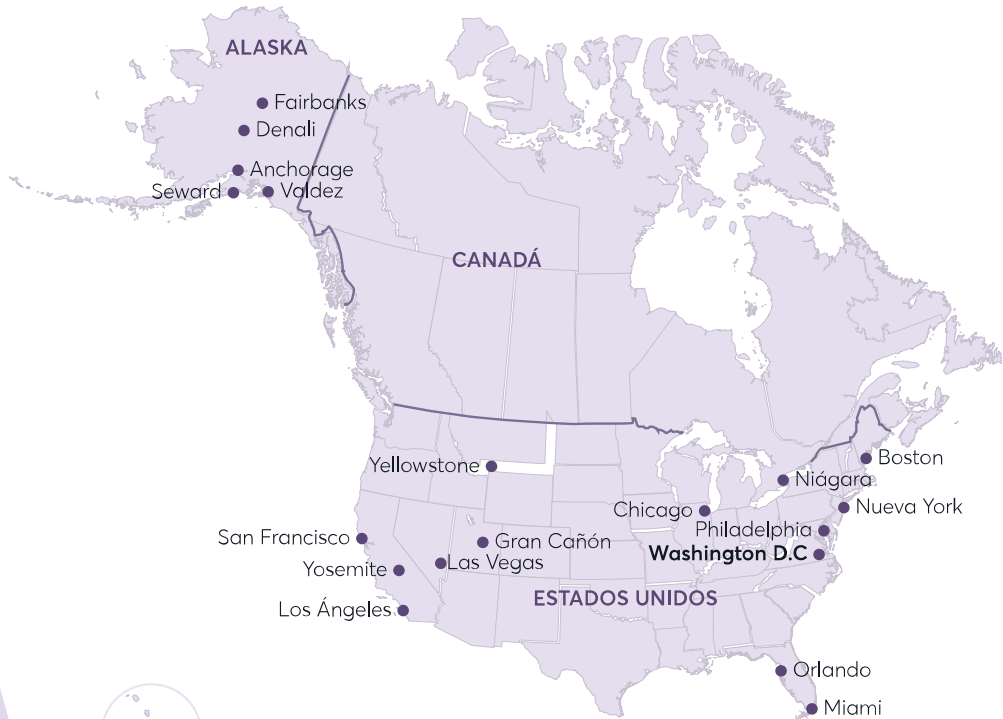 ALASKA
Fairbanks
Denali
Anchorage
Seward
Valdez
CANADÁ
Yellowstone
Boston
Niágara
Chicago
Nueva York
Philadelphia
San Francisco
Gran Cañón
Washington D.C
Las Vegas
Yosemite
ESTADOS UNIDOS
Los Ángeles
Orlando
Miami